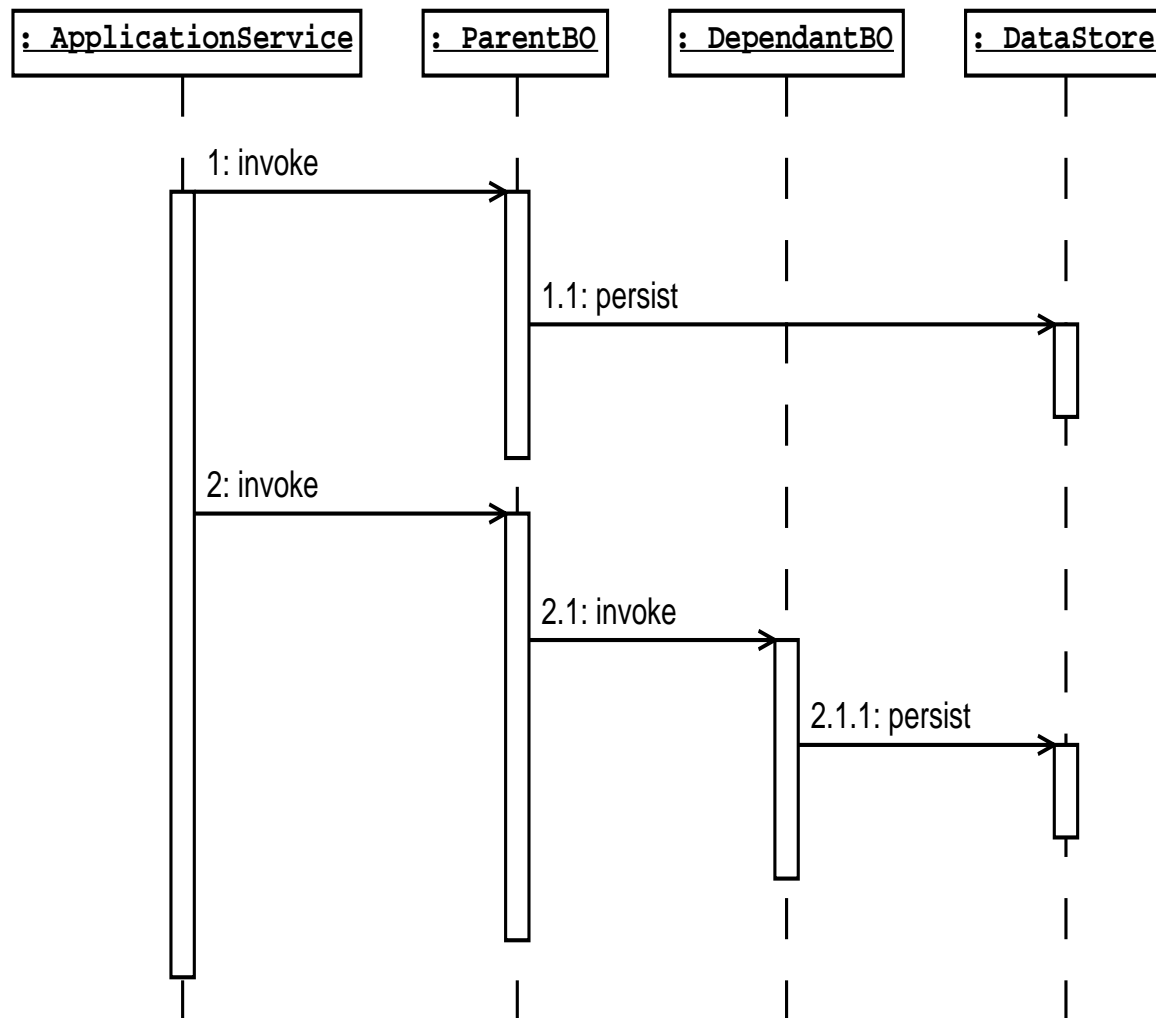 : ApplicationService
: ParentBO
: DependantBO
: DataStore
1: invoke
1.1: persist
2: invoke
2.1: invoke
2.1.1: persist